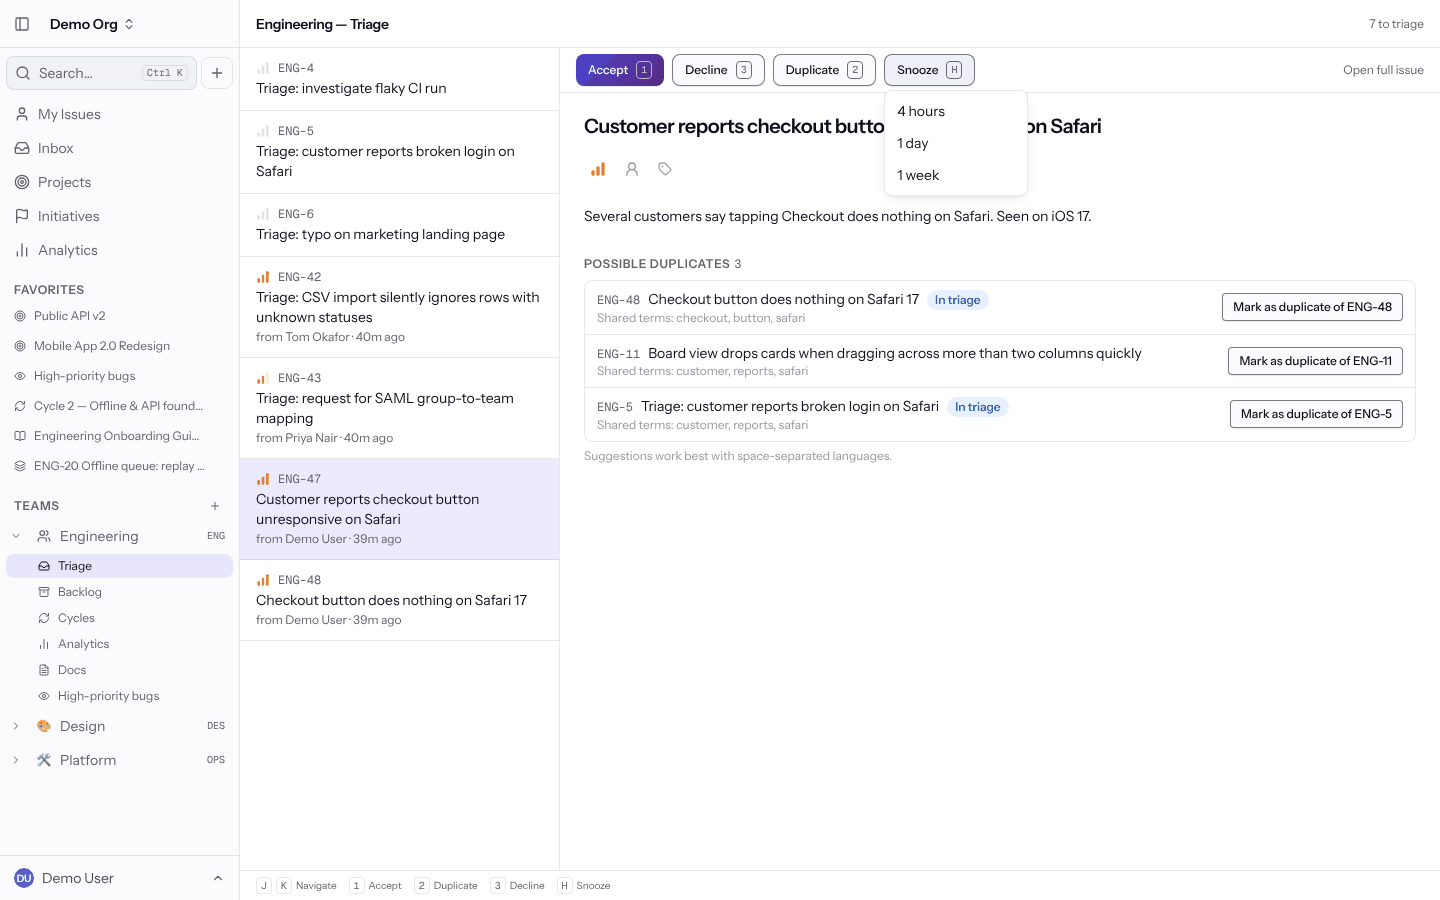 Demo Org
Search...
Ctrl K
My Issues
Inbox
Projects
Initiatives
Analytics
FAVORITES
Public API v2
Mobile App 2.0 Redesign
High-priority bugs
Cycle 2 — Offline & API found...
Engineering Onboarding Gui...
ENG-20 Offline queue: replay ...
TEAMS
Engineering ENG
Triage
Backlog
Cycles
Analytics
Docs
High-priority bugs
Design DES
Platform OPS
DU Demo User
Engineering — Triage
7 to triage
ENG-4
Triage: investigate flaky CI run
ENG-5
Triage: customer reports broken login on
Safari
ENG-6
Triage: typo on marketing landing page
ENG-42
Triage: CSV import silently ignores rows with
unknown statuses
from Tom Okafor · 40m ago
ENG-43
Triage: request for SAML group-to-team
mapping
from Priya Nair · 40m ago
ENG-47
Customer reports checkout button
unresponsive on Safari
from Demo User · 39m ago
ENG-48
Checkout button does nothing on Safari 17
from Demo User · 39m ago
Accept 1 Decline 3 Duplicate 2 Snooze H
Open full issue
4 hours
1 day
1 week
Customer reports checkout butto on Safari
Several customers say tapping Checkout does nothing on Safari. Seen on iOS 17.
POSSIBLE DUPLICATES 3
ENG-48 Checkout button does nothing on Safari 17 In triage
Shared terms: checkout, button, safari
Mark as duplicate of ENG-48
ENG-11 Board view drops cards when dragging across more than two columns quickly
Shared terms: customer, reports, safari
Mark as duplicate of ENG-11
ENG-5 Triage: customer reports broken login on Safari In triage
Shared terms: customer, reports, safari
Mark as duplicate of ENG-5
Suggestions work best with space-separated languages.
J K Navigate 1 Accept 2 Duplicate 3 Decline H Snooze